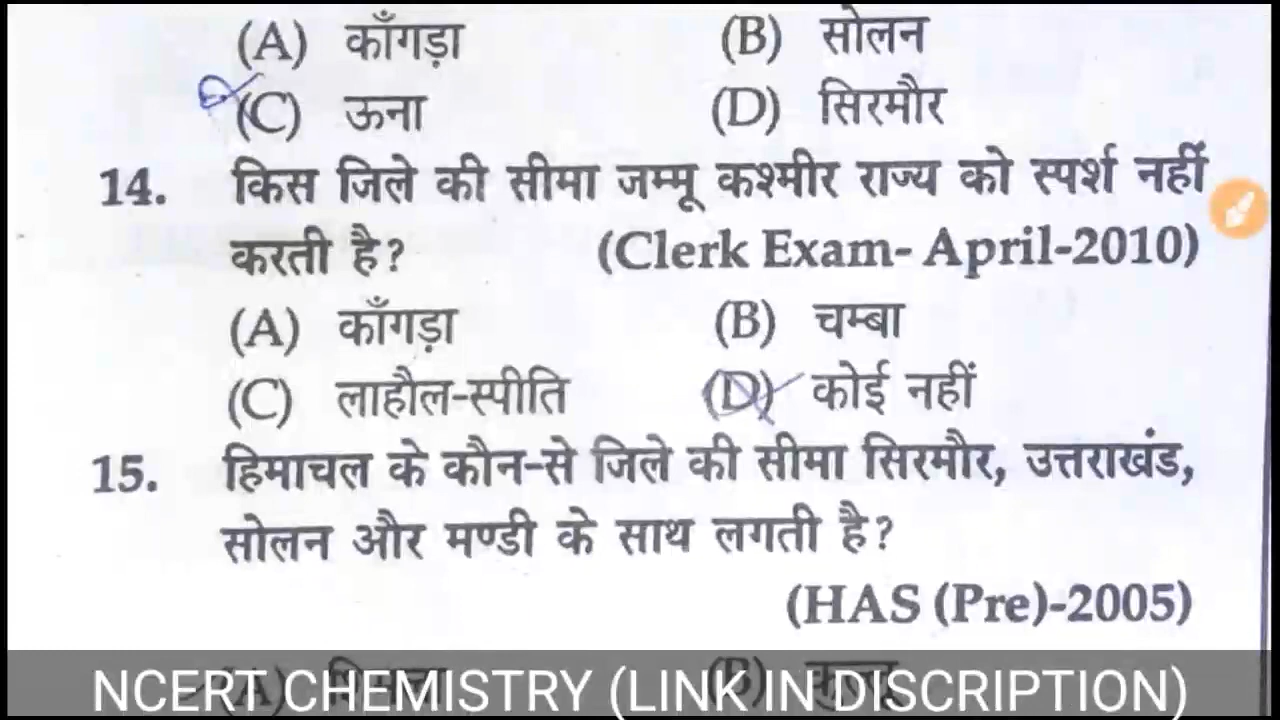 (A) काँगड़ा (B) सोलन
(C) ऊना (D) सिरमौर
14. किस जिले की सीमा जम्मू कश्मीर राज्य को स्पर्श नहीं
करती है? (Clerk Exam- April-2010)
(A) काँगड़ा (B) चम्बा
(C) लाहौल-स्पीति (D) कोई नहीं
15. हिमाचल के कौन-से जिले की सीमा सिरमौर, उत्तराखंड,
सोलन और मण्डी के साथ लगती है?
(HAS (Pre)-2005)
(A) (B)
NCERT CHEMISTRY (LINK IN DISCRIPTION)